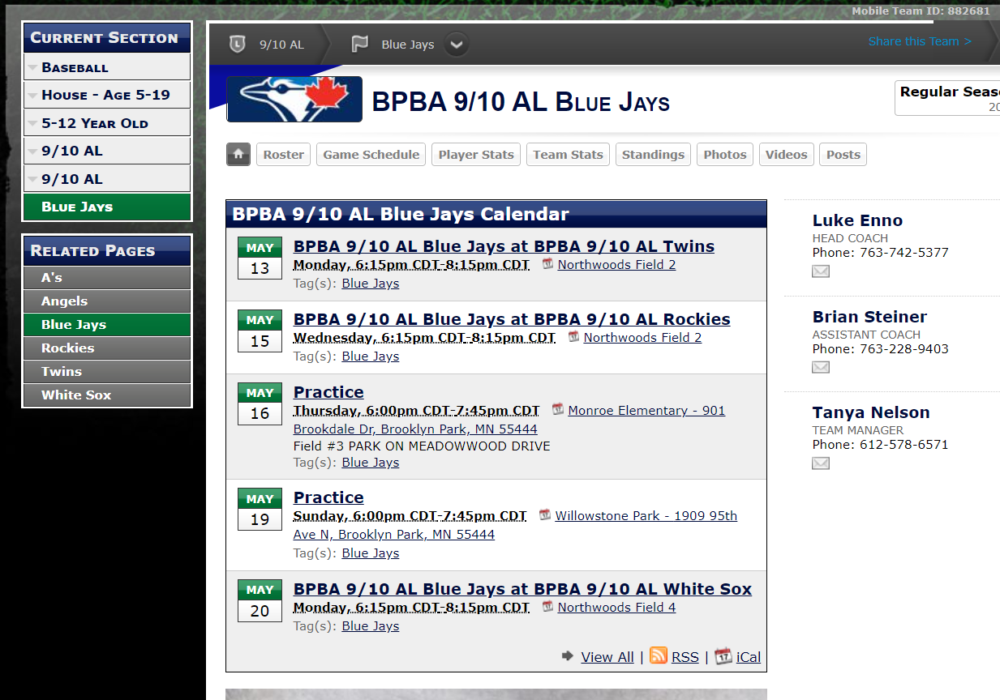 Mobile Team ID: 882681
Current Section
Baseball
House - Age 5-19
5-12 Year Old
9/10 AL
9/10 AL
Blue Jays
Related Pages
A's
Angels
Blue Jays
Rockies
Twins
White Sox
L 9/10 AL Blue Jays
Share this Team >
BPBA 9/10 AL Blue Jays
Regular Seas
20
Roster Game Schedule Player Stats Team Stats Standings Photos Videos Posts
BPBA 9/10 AL Blue Jays Calendar
MAY
13
BPBA 9/10 AL Blue Jays at BPBA 9/10 AL Twins
Monday, 6:15pm CDT-8:15pm CDT 17 Northwoods Field 2
Tag(s): Blue Jays
MAY
15
BPBA 9/10 AL Blue Jays at BPBA 9/10 AL Rockies
Wednesday, 6:15pm CDT-8:15pm CDT 17 Northwoods Field 2
Tag(s): Blue Jays
MAY
16
Practice
Thursday, 6:00pm CDT-7:45pm CDT 17 Monroe Elementary - 901
Brookdale Dr, Brooklyn Park, MN 55444
Field #3 PARK ON MEADOWWOOD DRIVE
Tag(s): Blue Jays
MAY
19
Practice
Sunday, 6:00pm CDT-7:45pm CDT 17 Willowstone Park - 1909 95th
Ave N, Brooklyn Park, MN 55444
Tag(s): Blue Jays
MAY
20
BPBA 9/10 AL Blue Jays at BPBA 9/10 AL White Sox
Monday, 6:15pm CDT-8:15pm CDT 17 Northwoods Field 4
Tag(s): Blue Jays
View All | RSS | 17 iCal
Luke Enno
HEAD COACH
Phone: 763-742-5377
Brian Steiner
ASSISTANT COACH
Phone: 763-228-9403
Tanya Nelson
TEAM MANAGER
Phone: 612-578-6571